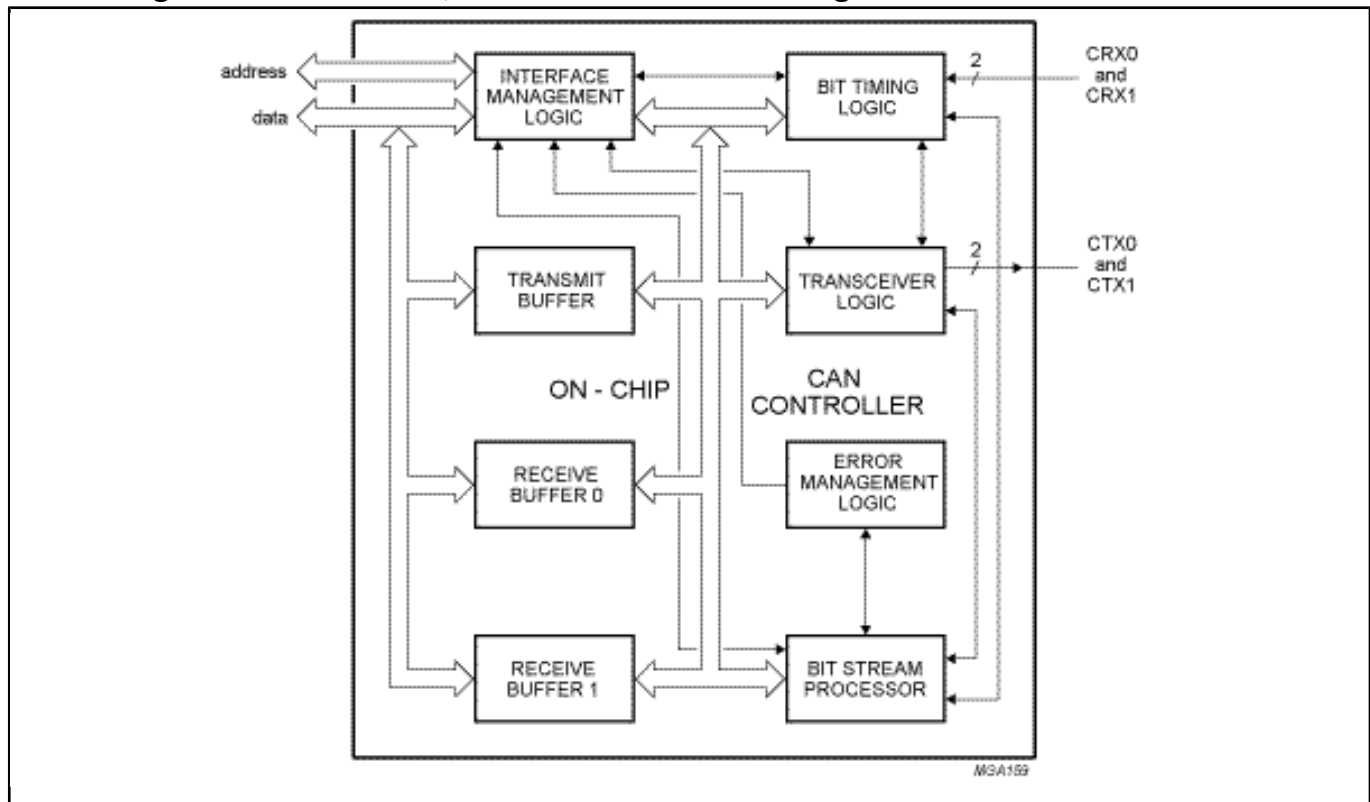 address
data
INTERFACE
MANAGEMENT
LOGIC
BIT TIMING
LOGIC
2
CRX0
and
CRX1
TRANSMIT
BUFFER
TRANSCEIVER
LOGIC
2
CTX0
and
CTX1
ON - CHIP
CAN
CONTROLLER
RECEIVE
BUFFER 0
ERROR
MANAGEMENT
LOGIC
RECEIVE
BUFFER 1
BIT STREAM
PROCESSOR
MGA159